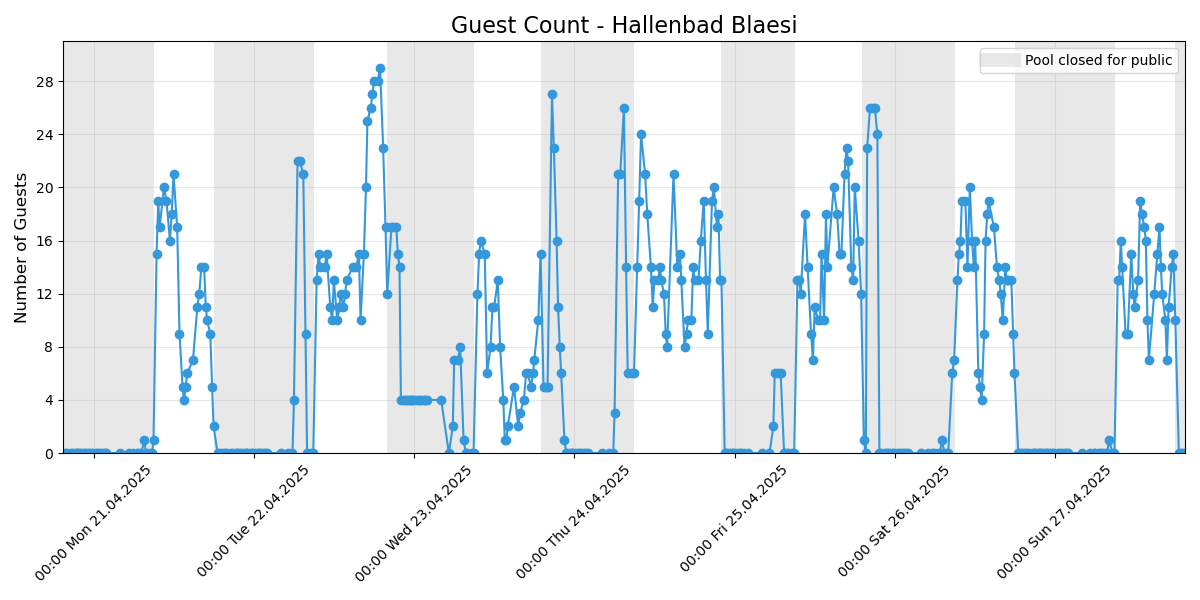 Guest Count - Hallenbad Blaesi
Pool closed for public
Number of Guests
28
24
20
16
12
8
4
0
00:00 Mon 21.04.2025
00:00 Tue 22.04.2025
00:00 Wed 23.04.2025
00:00 Thu 24.04.2025
00:00 Fri 25.04.2025
00:00 Sat 26.04.2025
00:00 Sun 27.04.2025